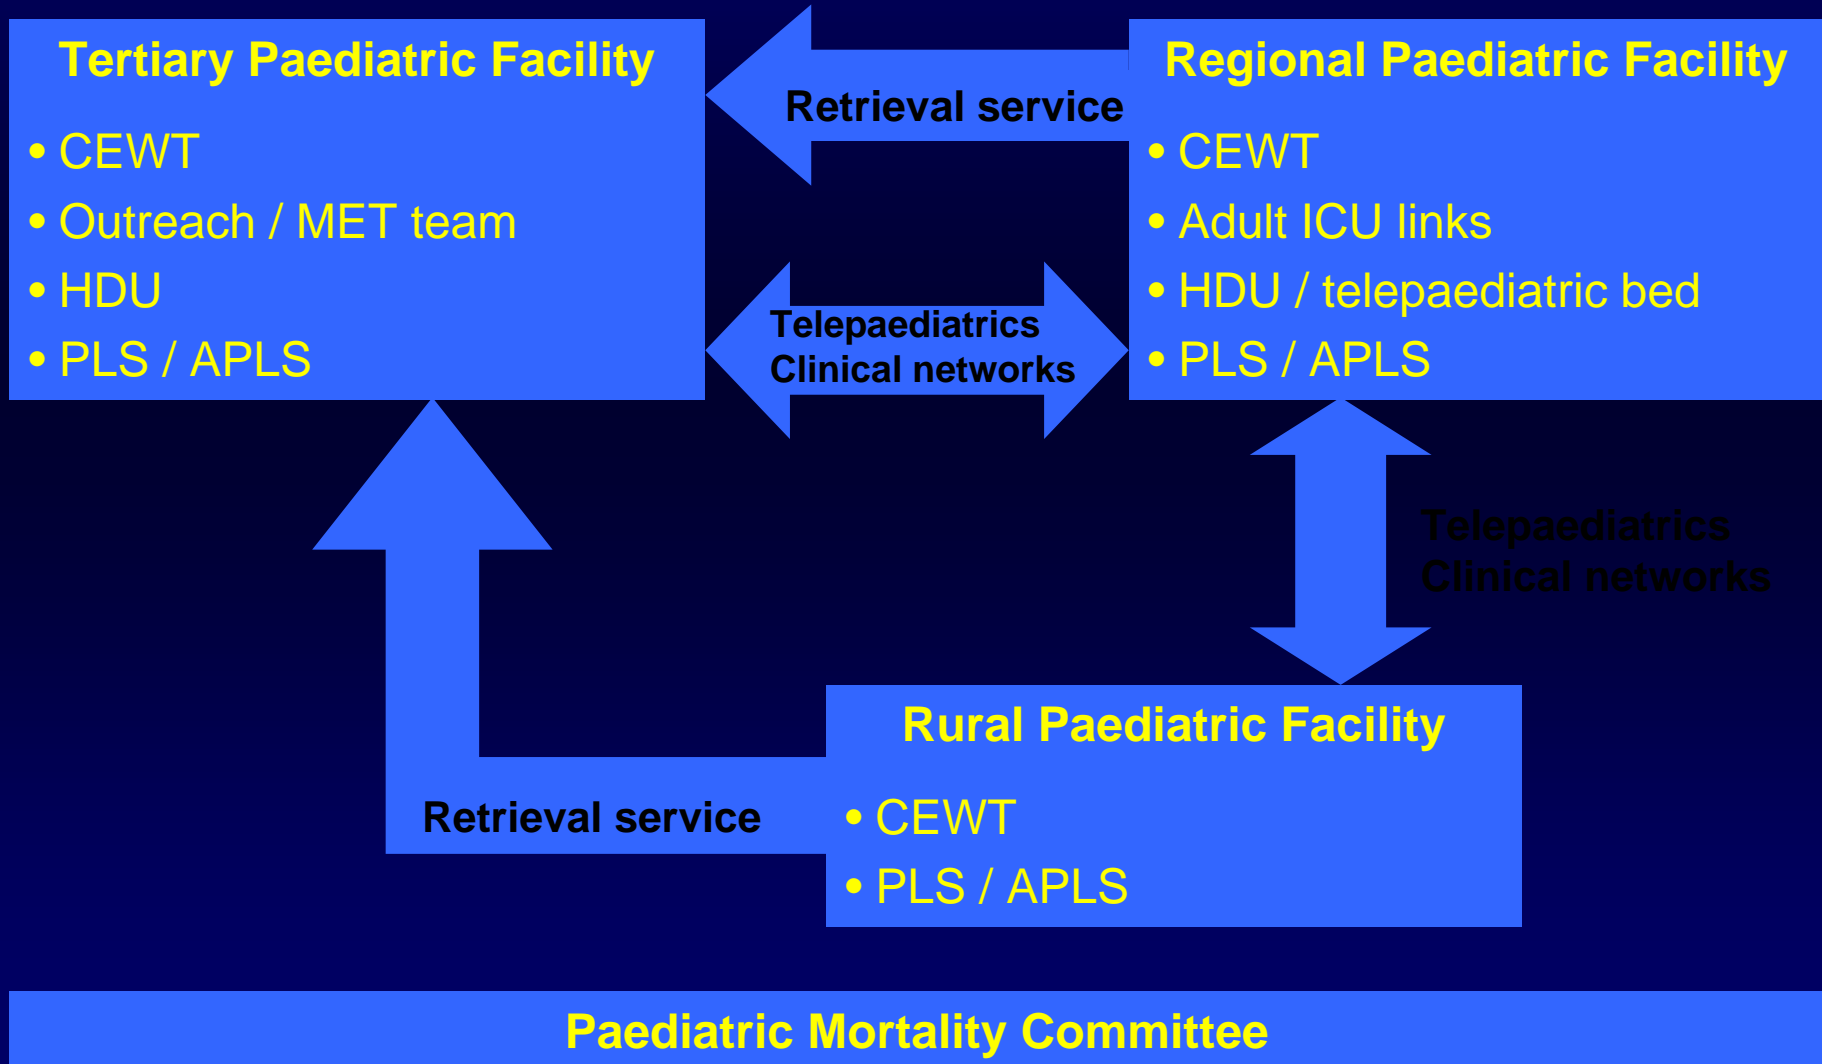 Tertiary Paediatric Facility
• CEWT
• Outreach / MET team
• HDU
• PLS / APLS
Retrieval service
Regional Paediatric Facility
• CEWT
• Adult ICU links
• HDU / telepaediatric bed
• PLS / APLS
Telepaediatrics
Clinical networks
Telepaediatrics
Clinical networks
Rural Paediatric Facility
• CEWT
• PLS / APLS
Retrieval service
Paediatric Mortality Committee